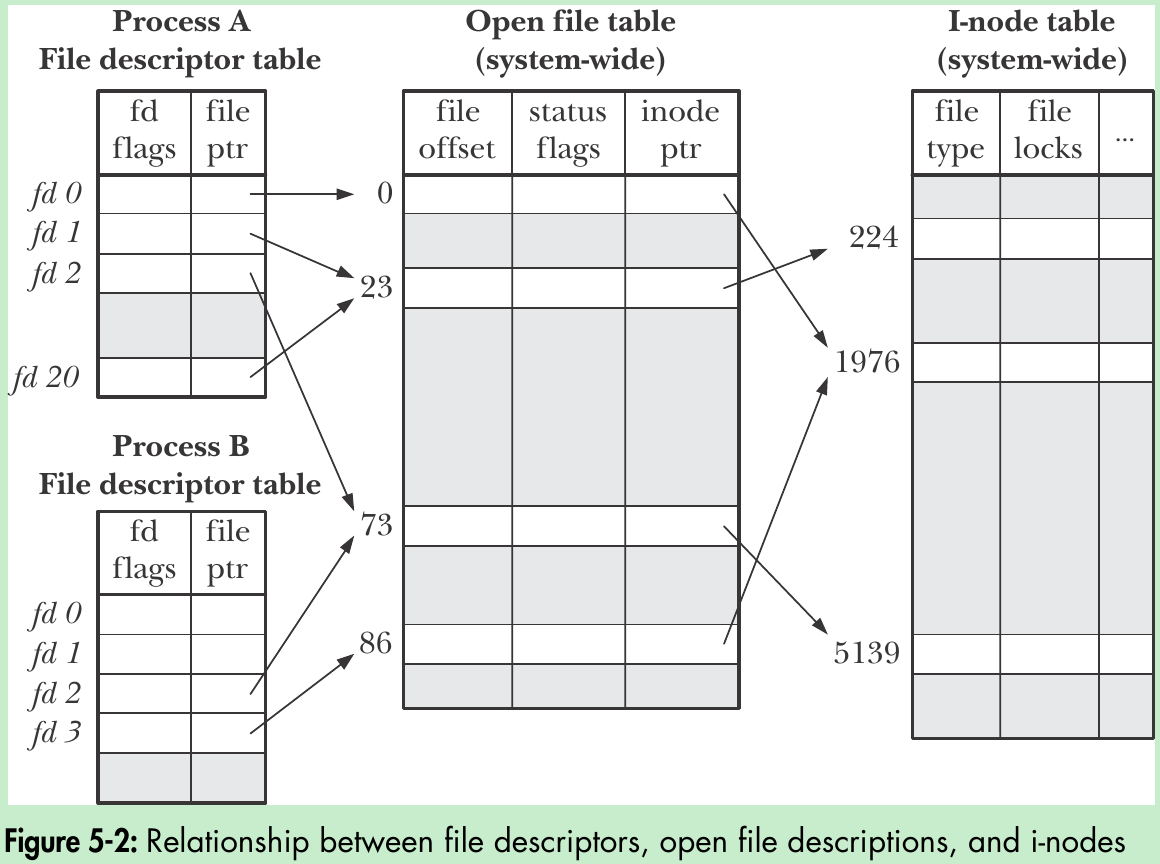 Process A
File descriptor table
fd
flags
file
ptr
fd 0
fd 1
fd 2
fd 20
Process B
File descriptor table
fd
flags
file
ptr
fd 0
fd 1
fd 2
fd 3
Open file table
(system-wide)
file
offset
status
flags
inode
ptr
0
23
73
86
I-node table
(system-wide)
file
type
file
locks
...
224
1976
5139
Figure 5-2: Relationship between file descriptors, open file descriptions, and i-nodes